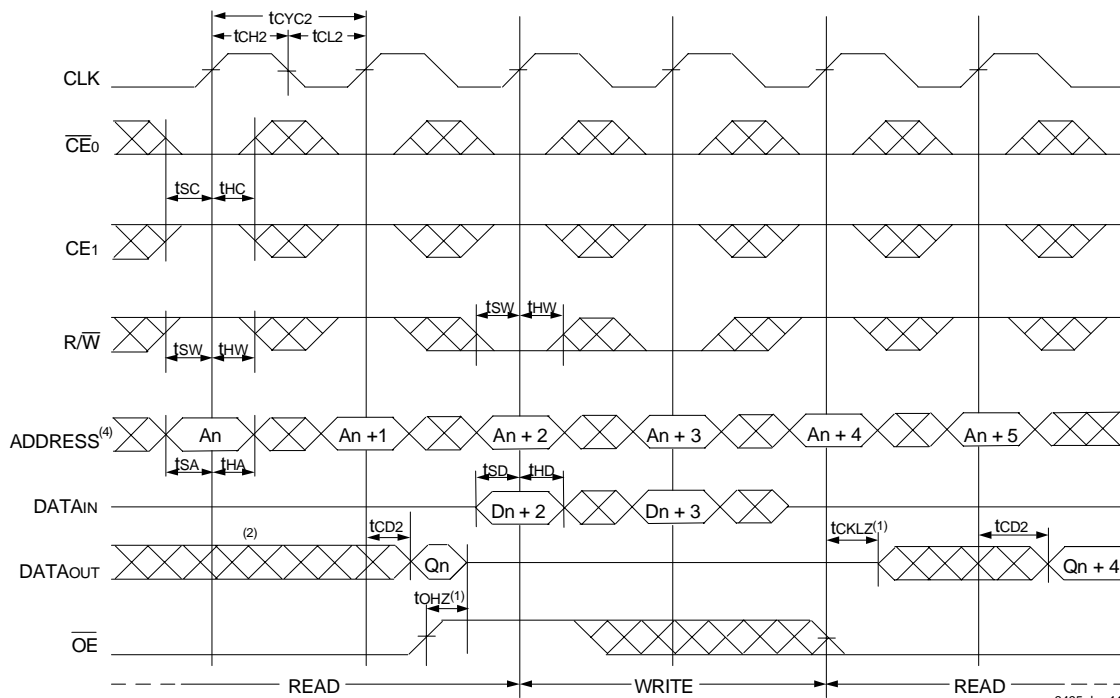 tCYC2
tCH2 tCL2
CLK
CE0
tSC tHC
CE1
tSW tHW
R/W
tSW tHW
ADDRESS(4) An An +1 An + 2 An + 3 An + 4 An + 5
tSA tHA
tSD tHD
DATAIN Dn + 2 Dn + 3
tCD2 tCKLZ(1) tCD2
(2)
DATAOUT Qn Qn + 4
tOHZ(1)
OE
READ WRITE READ